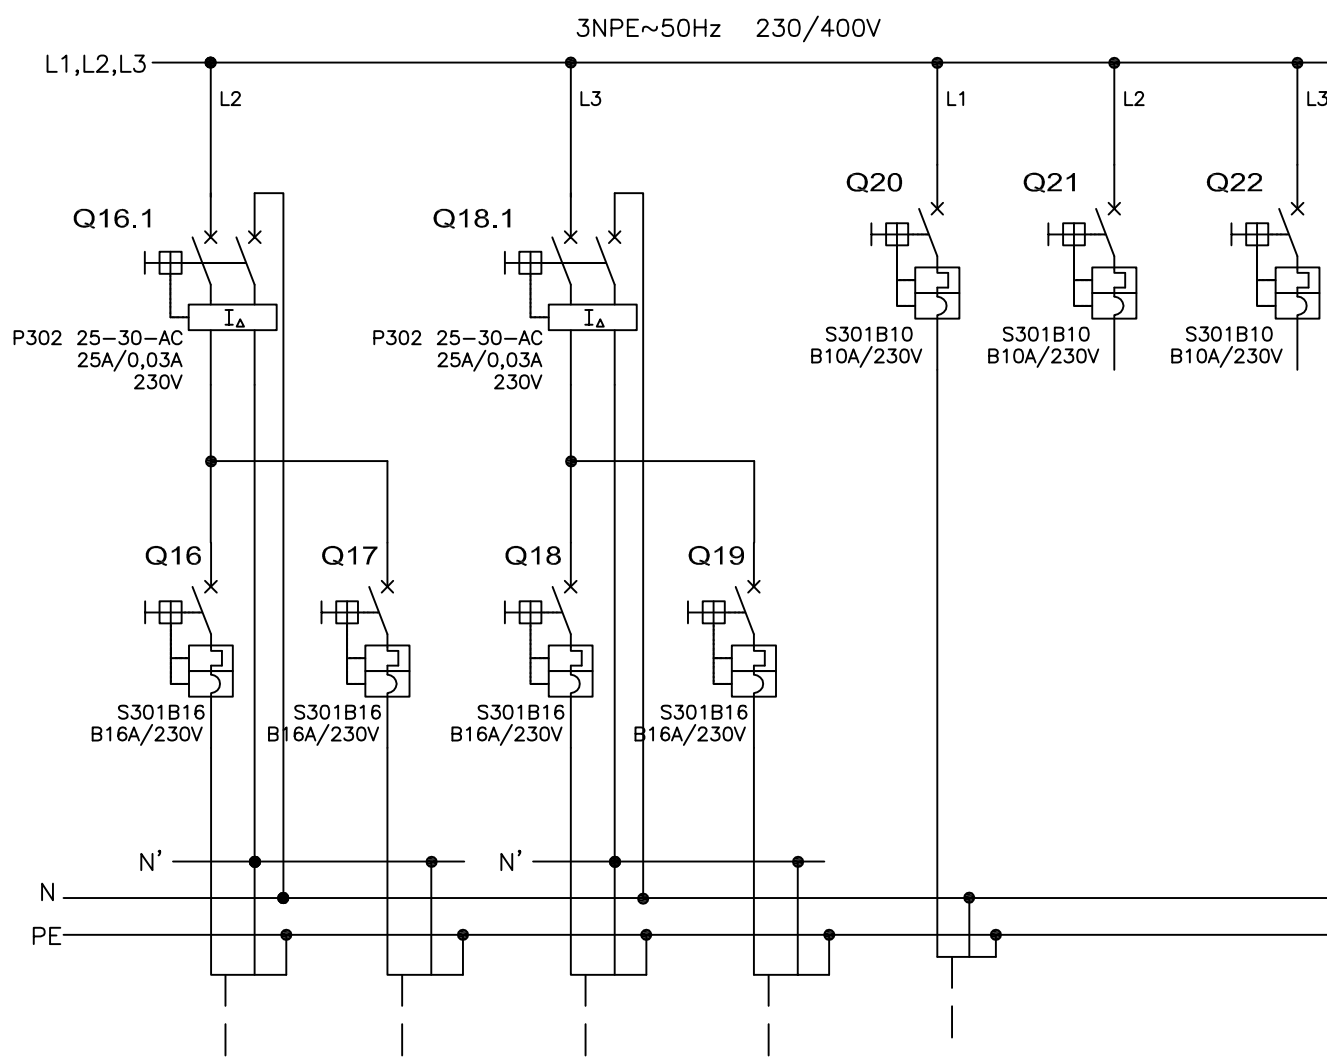 3NPE~50Hz 230/400V
L1,L2,L3
L2
L3
L1
L2
L3
Q20
Q21
Q22
Q16.1
Q18.1
I△
I△
P302 25-30-AC
25A/0,03A
230V
P302 25-30-AC
25A/0,03A
230V
S301B10
B10A/230V
S301B10
B10A/230V
S301B10
B10A/230V
Q16
Q17
Q18
Q19
S301B16
B16A/230V
S301B16
B16A/230V
S301B16
B16A/230V
S301B16
B16A/230V
N'
N'
N
PE